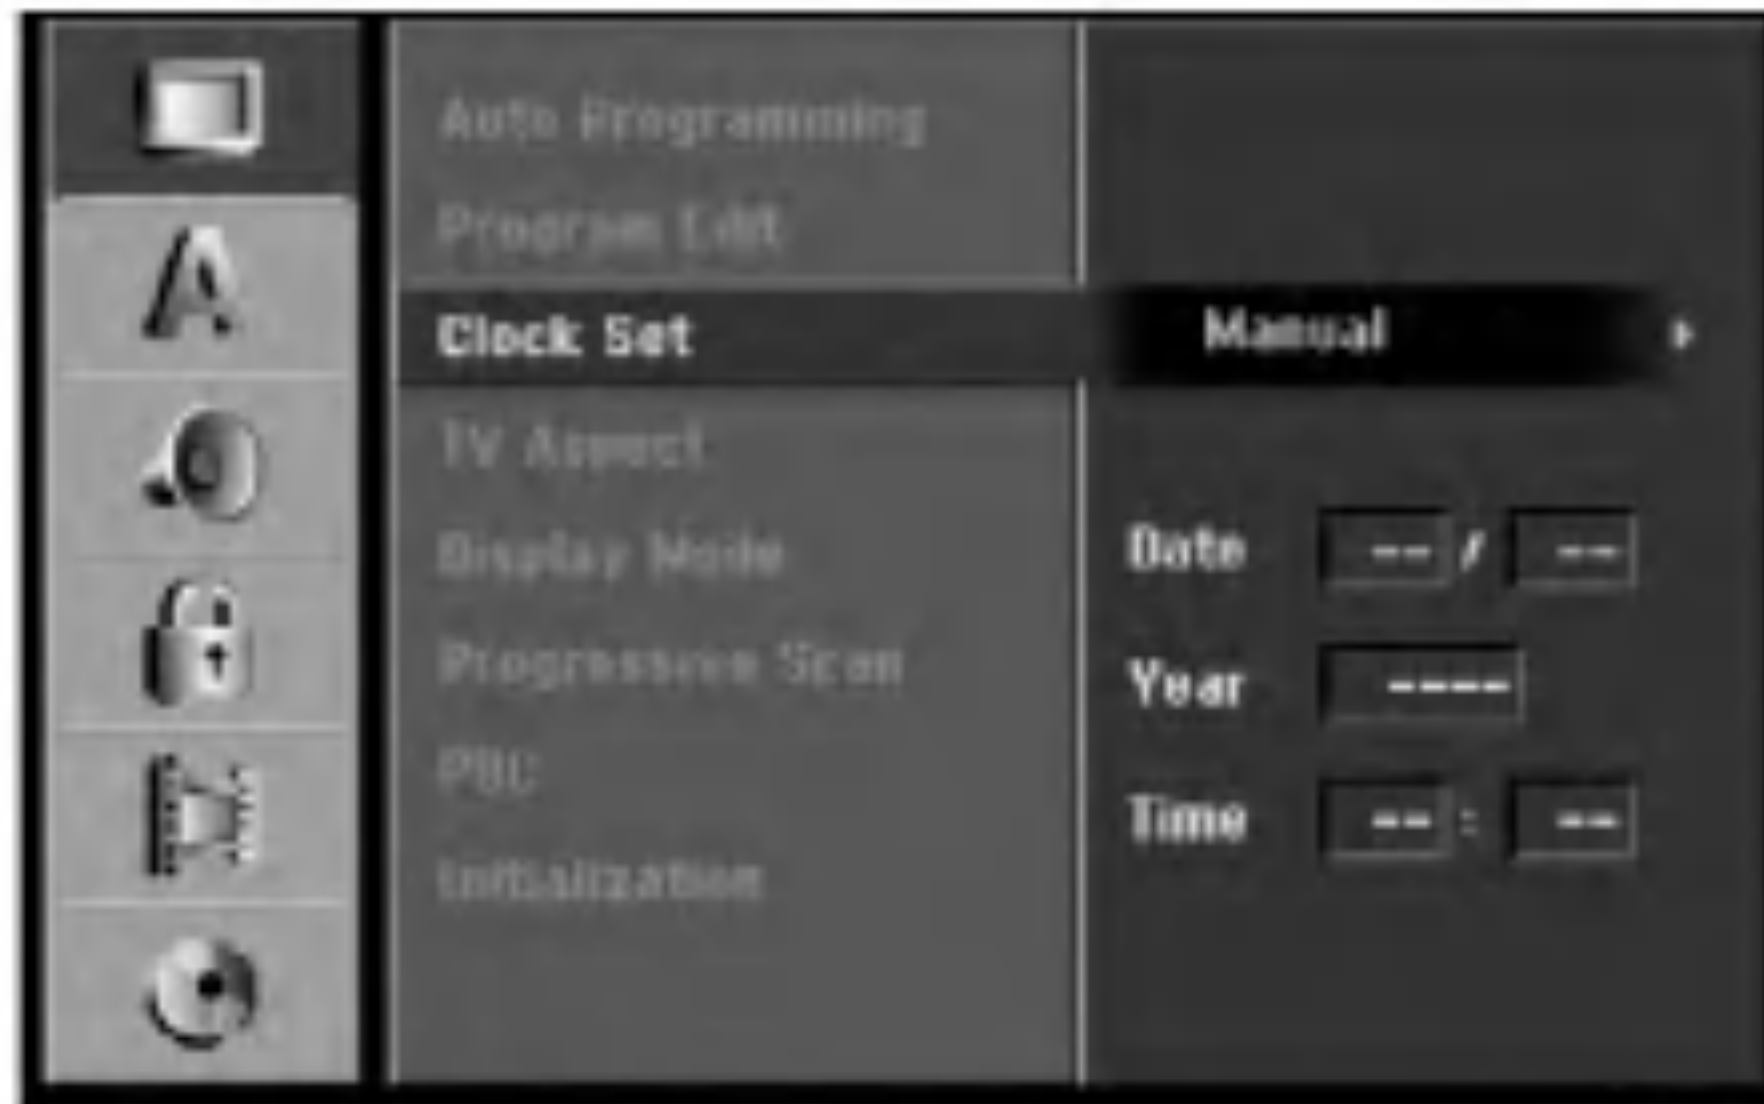 A
Auto Programming
Program Edit
Clock Set
Manual
TV Aspect
Display Mode
Date -- / --
Progressive Scan
Year ----
PBC
Time -- : --
Initialization